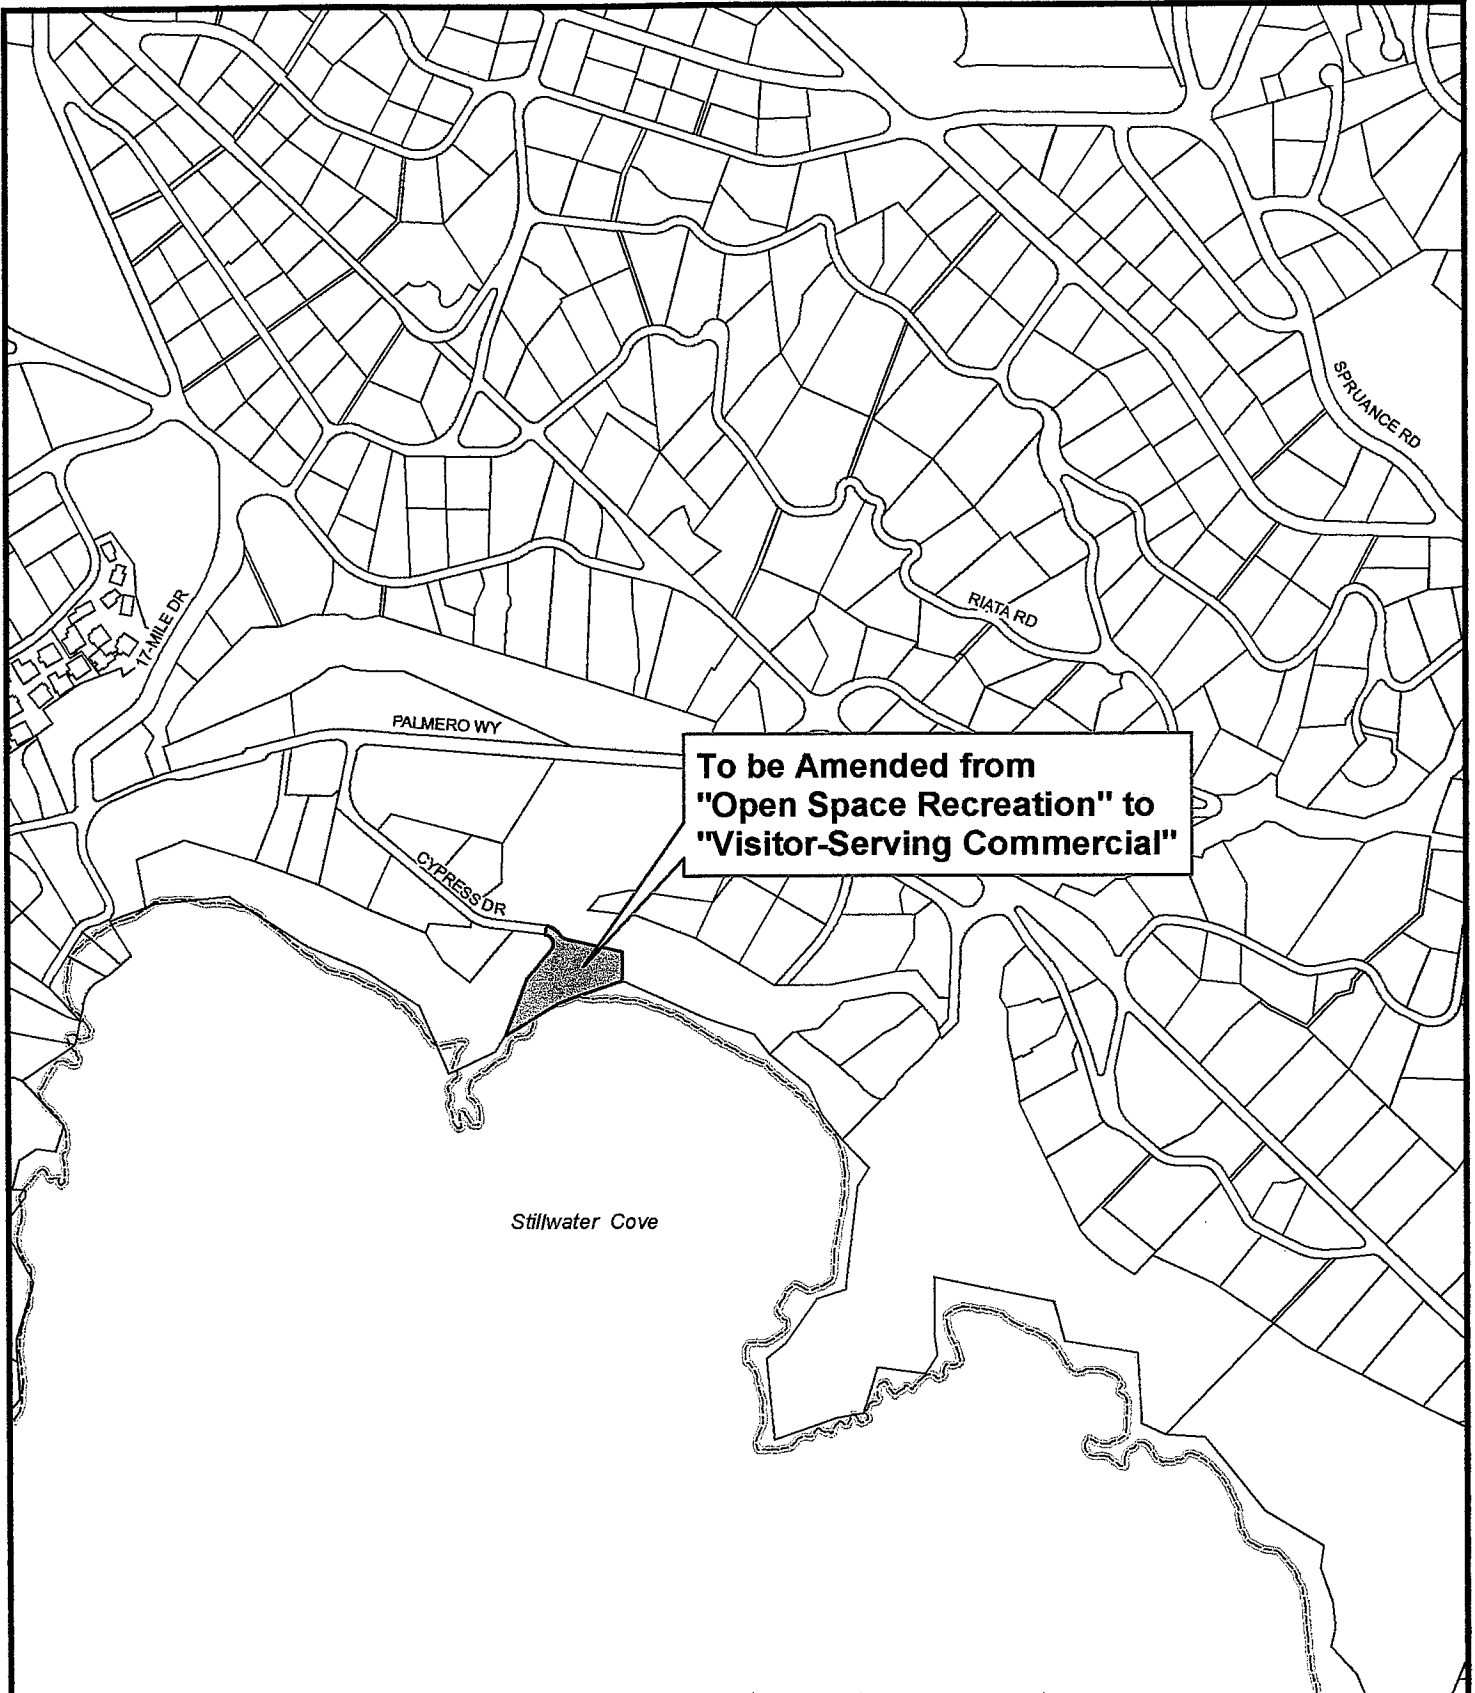 SPRUANCE RD
RIATA RD
17-MILE DR
PALMERO WY
To be Amended from
"Open Space Recreation" to
"Visitor-Serving Commercial"
CYPRESS DR
Stillwater Cove